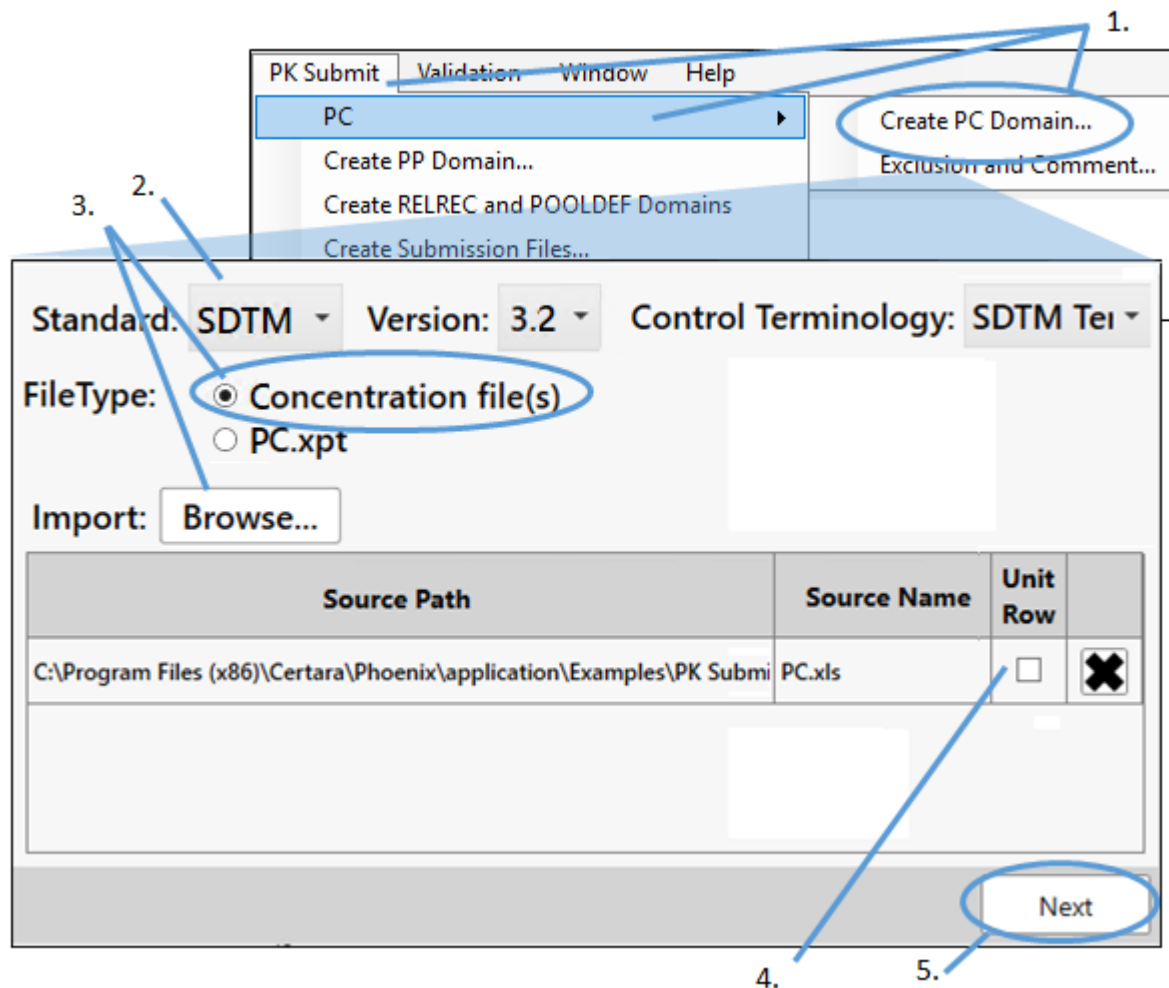 1.
PK Submit Validation Window Help
PC Create PC Domain...
Create PP Domain... Exclusion and Comment...
2.
3.
Create RELREC and POOLDEF Domains
Create Submission Files...
Standard: SDTM Version: 3.2 Control Terminology: SDTM Ter
FileType: Concentration file(s)
PC.xpt
Import: Browse...
Source Path Source Name Unit Row
C:\Program Files (x86)\Certara\Phoenix\application\Examples\PK Submi PC.xls
Next
4. 5.